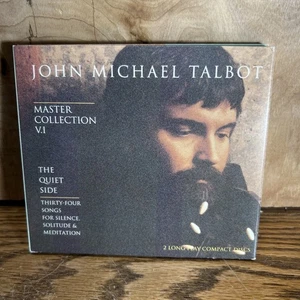 JOHN MICHAEL TALBOT
MASTER
COLLECTION
V.I
THE
QUIET
SIDE
THIRTY-FOUR
SONGS
FOR SILENCE,
SOLITUDE &
MEDITATION
2 LONG PLAY COMPACT DISCS